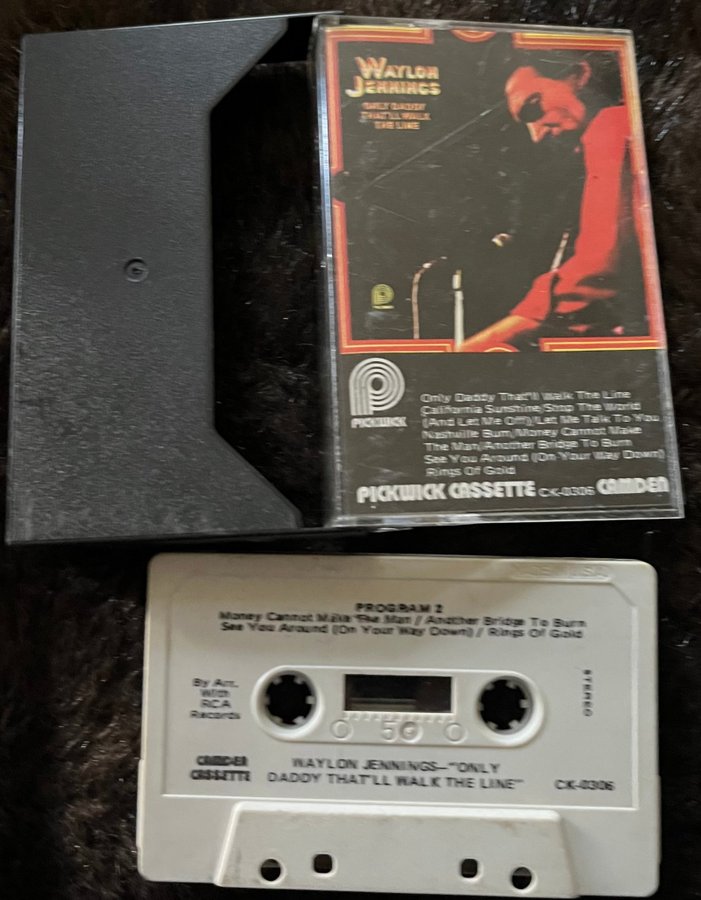 WAYLON
JENNINGS
ONLY DADDY
THAT'LL WALK
THE LINE
PICKWICK
Only Daddy That'll Walk The Line
California Sunshine/Stop The World
(And Let Me Off)/Let Me Talk To You
Nashville Bum/Money Cannot Make
The Man/Another Bridge To Burn
See You Around (On Your Way Down)
Rings Of Gold
PICKWICK CASSETTE CK-0306 CAMDEN
PROGRAM 2
Money Cannot Make The Man / Another Bridge To Burn
See You Around (On Your Way Down) / Rings Of Gold
By Arr.
With
RCA
Records
STEREO
50
CAMDEN
CASSETTE
WAYLON JENNINGS—"ONLY
DADDY THAT'LL WALK THE LINE"
CK-0306